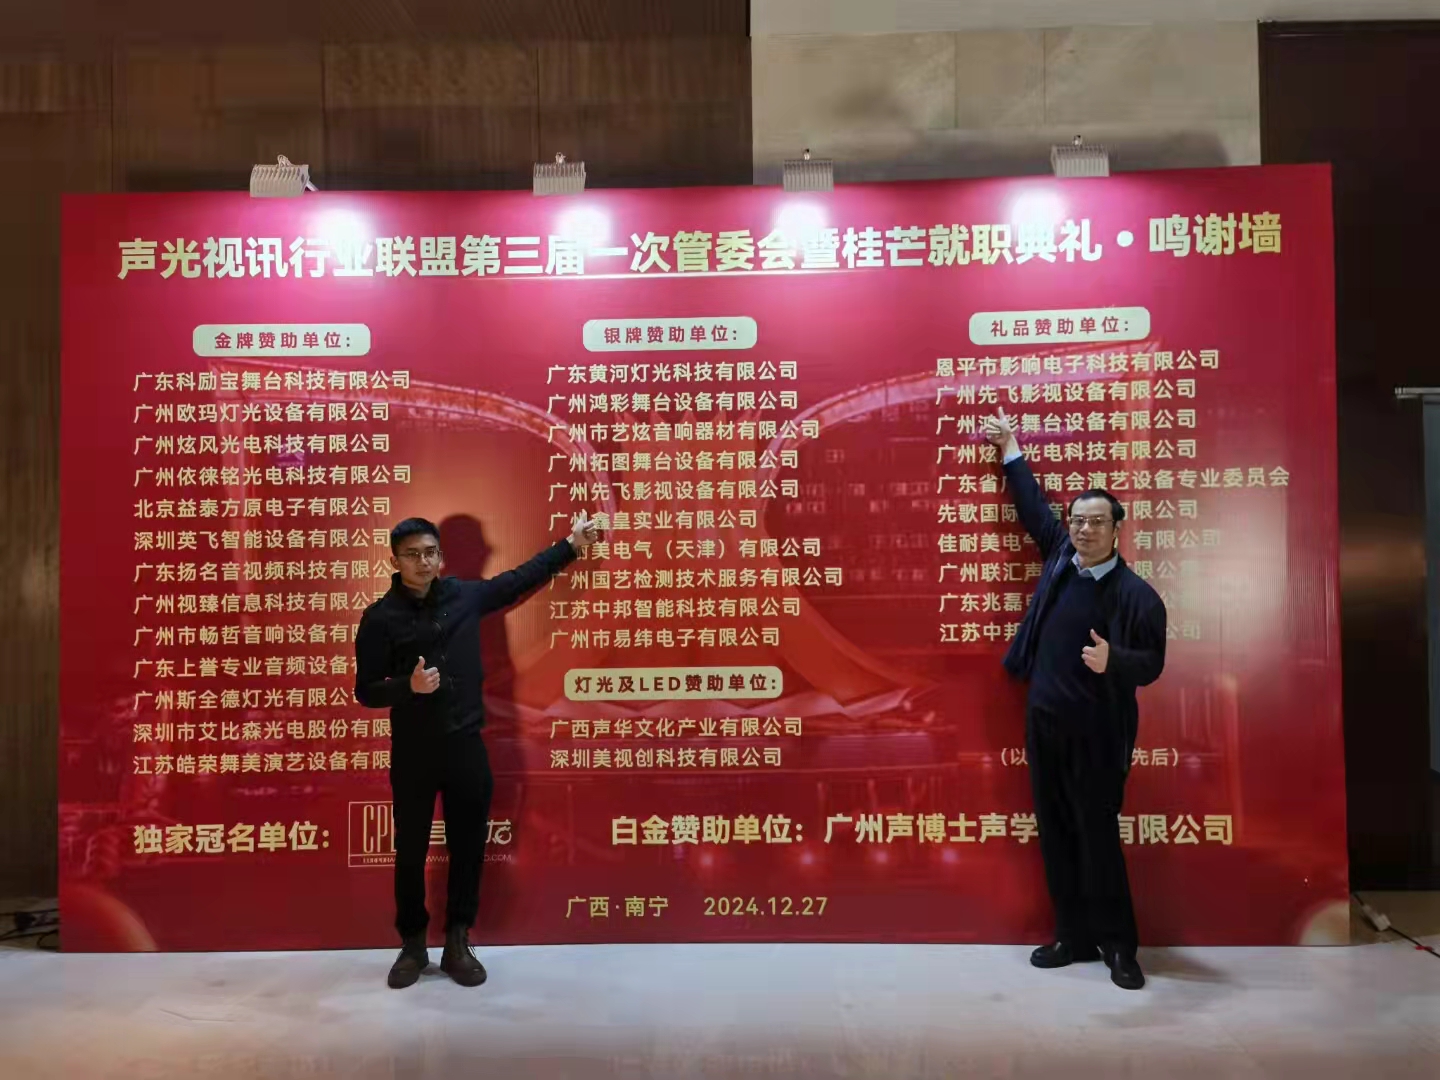 声光视讯行业联盟第三届一次管委会暨桂芒就职典礼·鸣谢墙
金牌赞助单位:
广东科励宝舞台科技有限公司
广州欧玛灯光设备有限公司
广州炫风光电科技有限公司
广州依徕铭光电科技有限公司
北京益泰方原电子有限公司
深圳英飞智能设备有限公司
广东扬名音视频科技有限
广州视臻信息科技有限
广州市畅哲音响设备有
广东上誉专业音频设备
广州斯全德灯光有限公
深圳市艾比森光电股份有限
江苏皓荣舞美演艺设备有限
银牌赞助单位:
广东黄河灯光科技有限公司
广州鸿彩舞台设备有限公司
广州市艺炫音响器材有限公司
广州拓图舞台设备有限公司
广州先飞影视设备有限公司
广州鑫皇实业有限公司
耐美电气（天津）有限公司
广州国艺检测技术服务有限公司
江苏中邦智能科技有限公司
广州市易纬电子有限公司
灯光及LED赞助单位:
广西声华文化产业有限公司
深圳美视创科技有限公司
礼品赞助单位:
恩平市影响电子科技有限公司
广州先飞影视设备有限公司
广州鸿彩舞台设备有限公司
广州炫 光电科技有限公司
广东省 商会演艺设备专业委员会
先歌国际 音 有限公司
佳耐美电气 有限公司
广州联汇声 有限公
广东兆磊 公
江苏中邦 公司
（以 先后）
独家冠名单位:
CP
龙
白金赞助单位: 广州声博士声学 有限公司
广西·南宁 2024.12.27